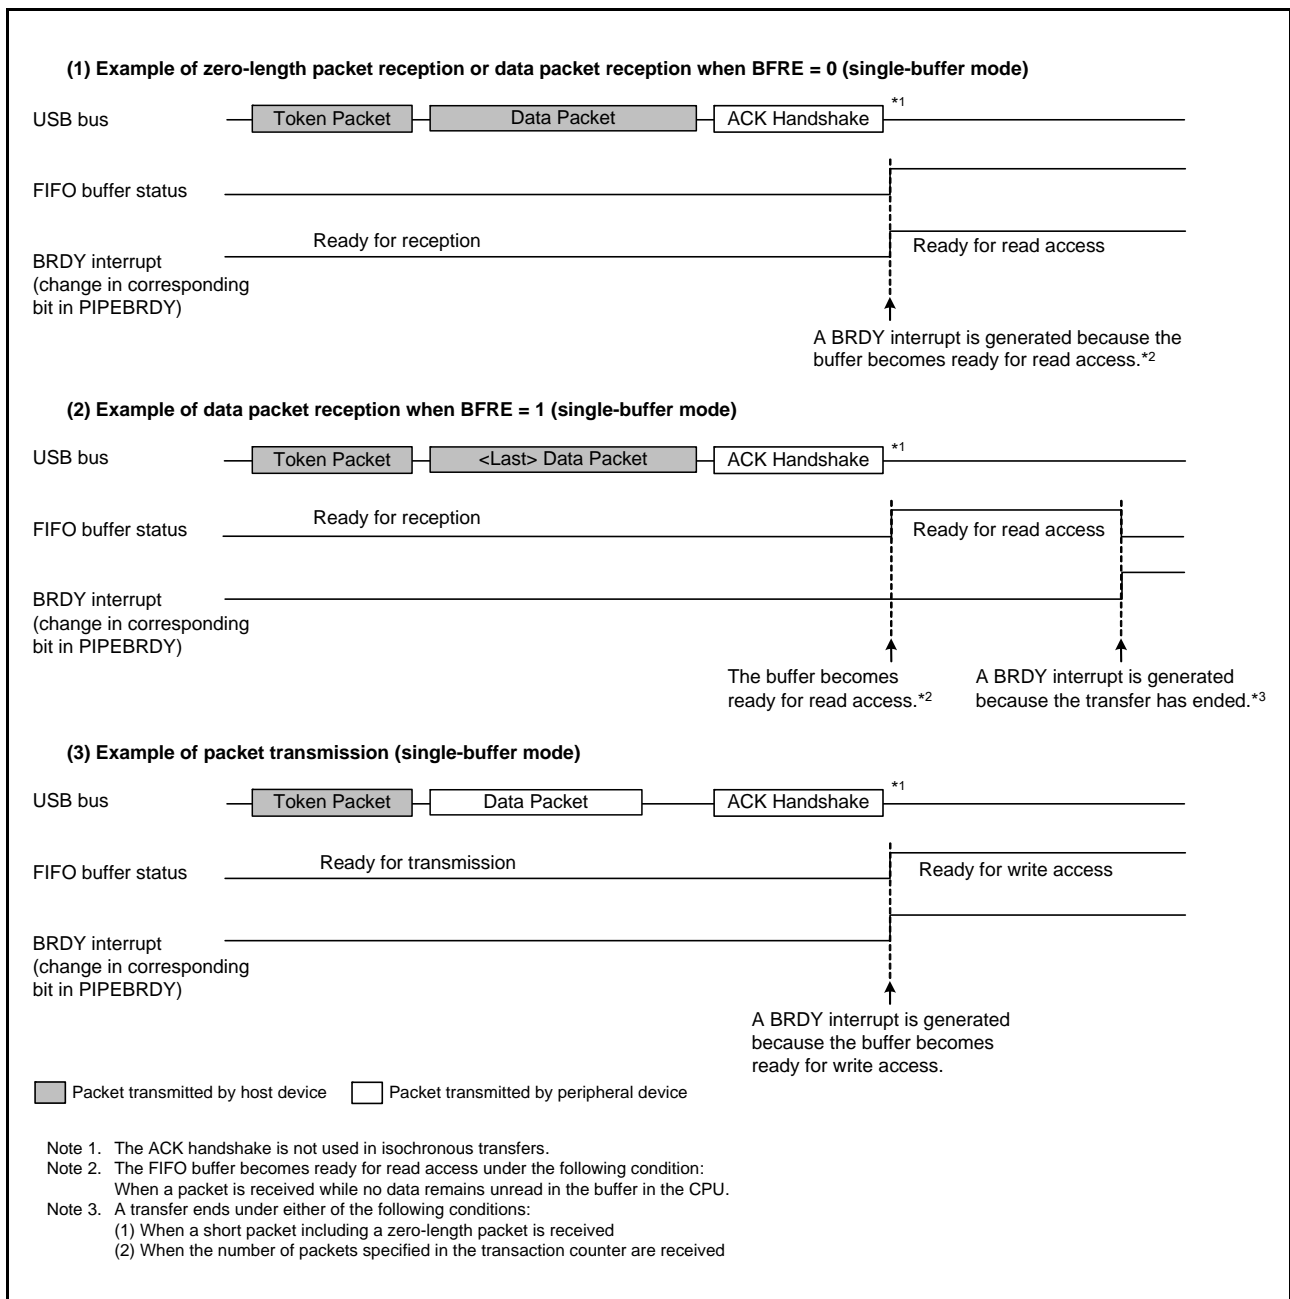 (1) Example of zero-length packet reception or data packet reception when BFRE = 0 (single-buffer mode)
USB bus
Token Packet
Data Packet
ACK Handshake
*1
FIFO buffer status
Ready for reception
Ready for read access
BRDY interrupt
(change in corresponding
bit in PIPEBRDY)
A BRDY interrupt is generated because the
buffer becomes ready for read access.*2
(2) Example of data packet reception when BFRE = 1 (single-buffer mode)
USB bus
Token Packet
<Last> Data Packet
ACK Handshake
*1
Ready for reception
FIFO buffer status
Ready for read access
BRDY interrupt
(change in corresponding
bit in PIPEBRDY)
The buffer becomes
ready for read access.*2
A BRDY interrupt is generated
because the transfer has ended.*3
(3) Example of packet transmission (single-buffer mode)
USB bus
Token Packet
Data Packet
ACK Handshake
*1
Ready for transmission
FIFO buffer status
Ready for write access
BRDY interrupt
(change in corresponding
bit in PIPEBRDY)
A BRDY interrupt is generated
because the buffer becomes
ready for write access.
Packet transmitted by host device
Packet transmitted by peripheral device
Note 1. The ACK handshake is not used in isochronous transfers.
Note 2. The FIFO buffer becomes ready for read access under the following condition:
When a packet is received while no data remains unread in the buffer in the CPU.
Note 3. A transfer ends under either of the following conditions:
(1) When a short packet including a zero-length packet is received
(2) When the number of packets specified in the transaction counter are received